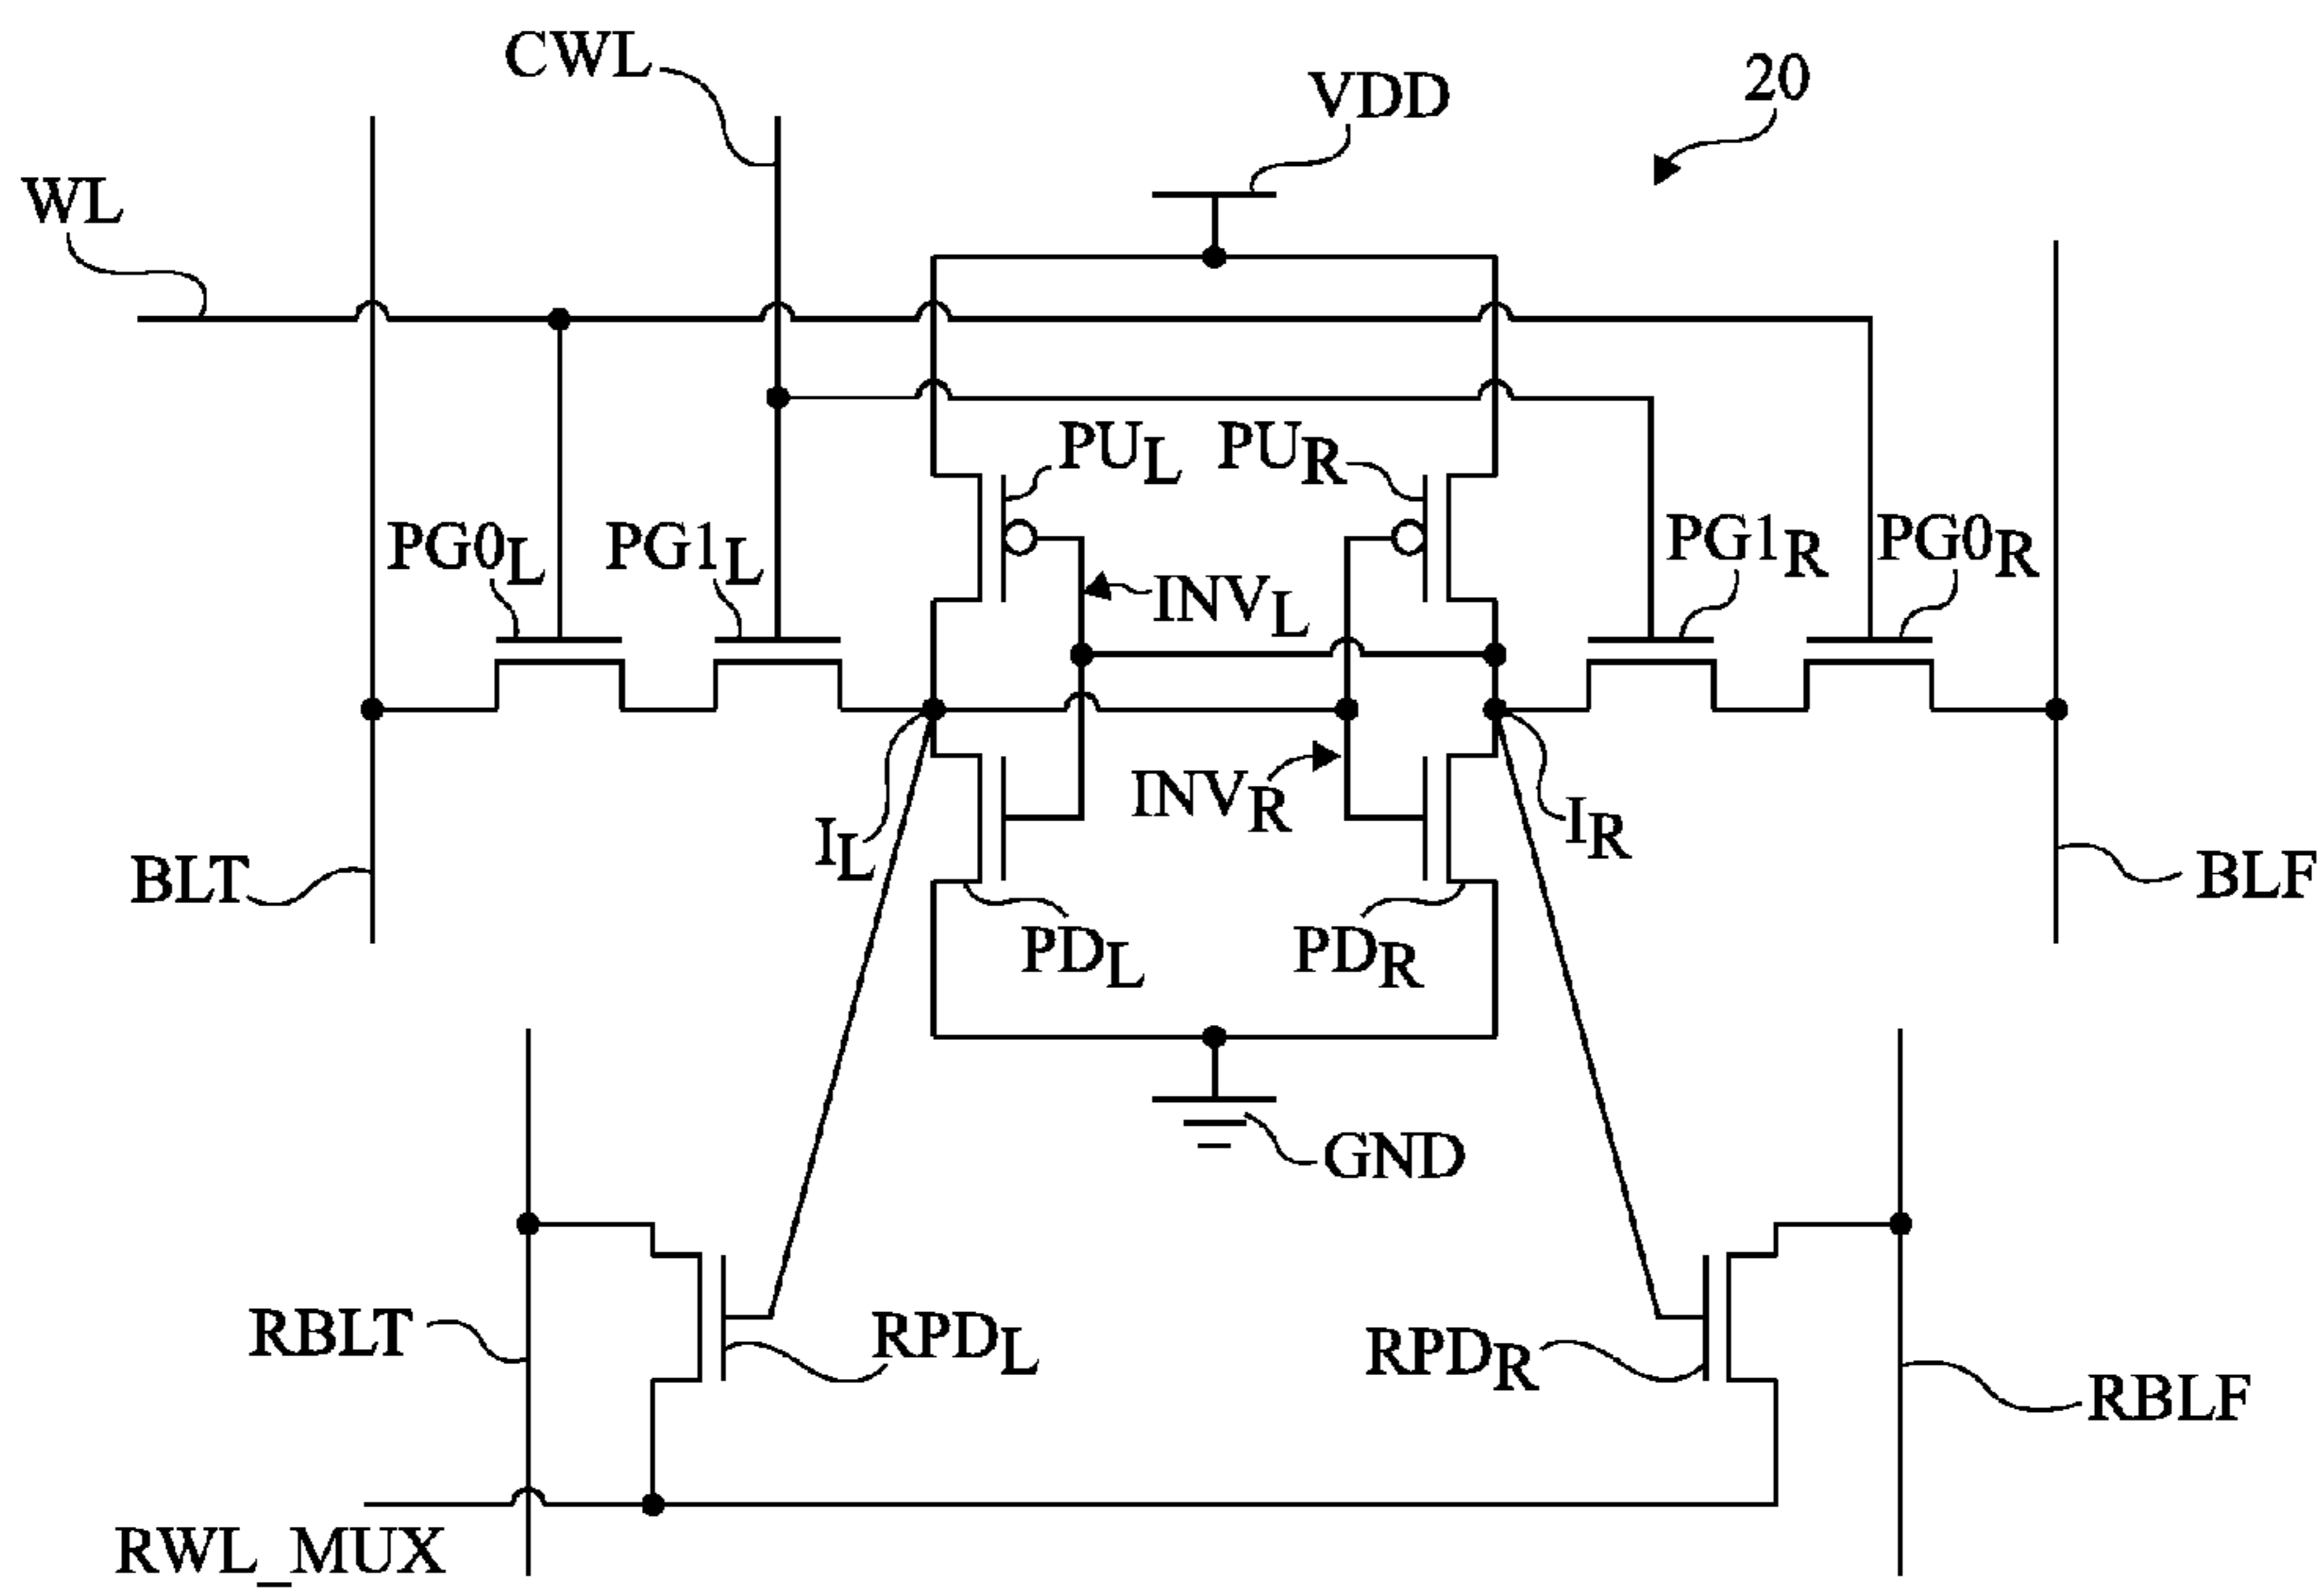 CWL
VDD
20
WL
PUL
PUR
PG0L
PG1L
PG1R
PG0R
INVL
INVR
IL
IR
BLT
BLF
PDL
PDR
GND
RBLT
RPDL
RPDR
RBLF
RWL_MUX